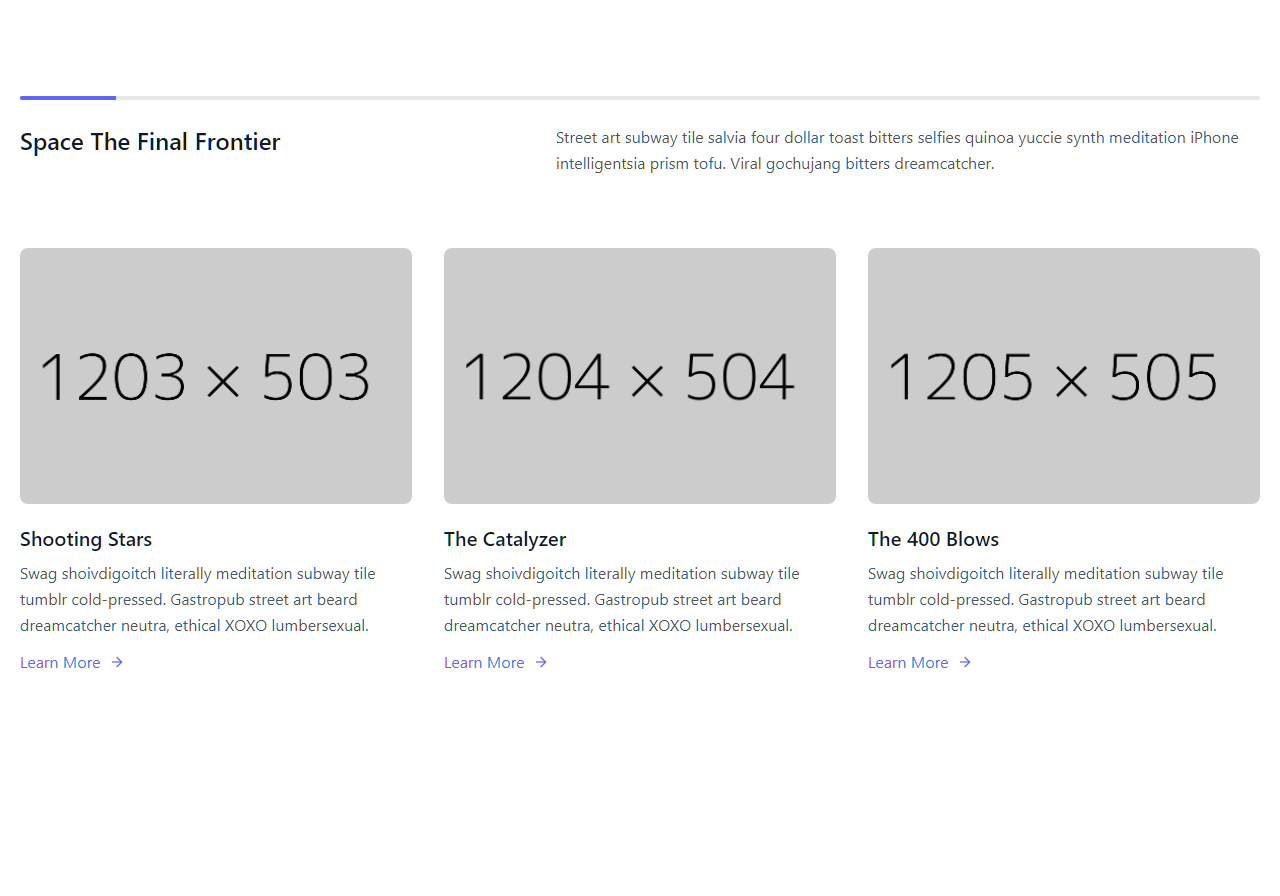 Space The Final Frontier
Street art subway tile salvia four dollar toast bitters selfies quinoa yuccie synth meditation iPhone
intelligentsia prism tofu. Viral gochujang bitters dreamcatcher.
1203 × 503
Shooting Stars
Swag shoivdigoitch literally meditation subway tile
tumblr cold-pressed. Gastropub street art beard
dreamcatcher neutra, ethical XOXO lumbersexual.
Learn More
1204 × 504
The Catalyzer
Swag shoivdigoitch literally meditation subway tile
tumblr cold-pressed. Gastropub street art beard
dreamcatcher neutra, ethical XOXO lumbersexual.
Learn More
1205 × 505
The 400 Blows
Swag shoivdigoitch literally meditation subway tile
tumblr cold-pressed. Gastropub street art beard
dreamcatcher neutra, ethical XOXO lumbersexual.
Learn More